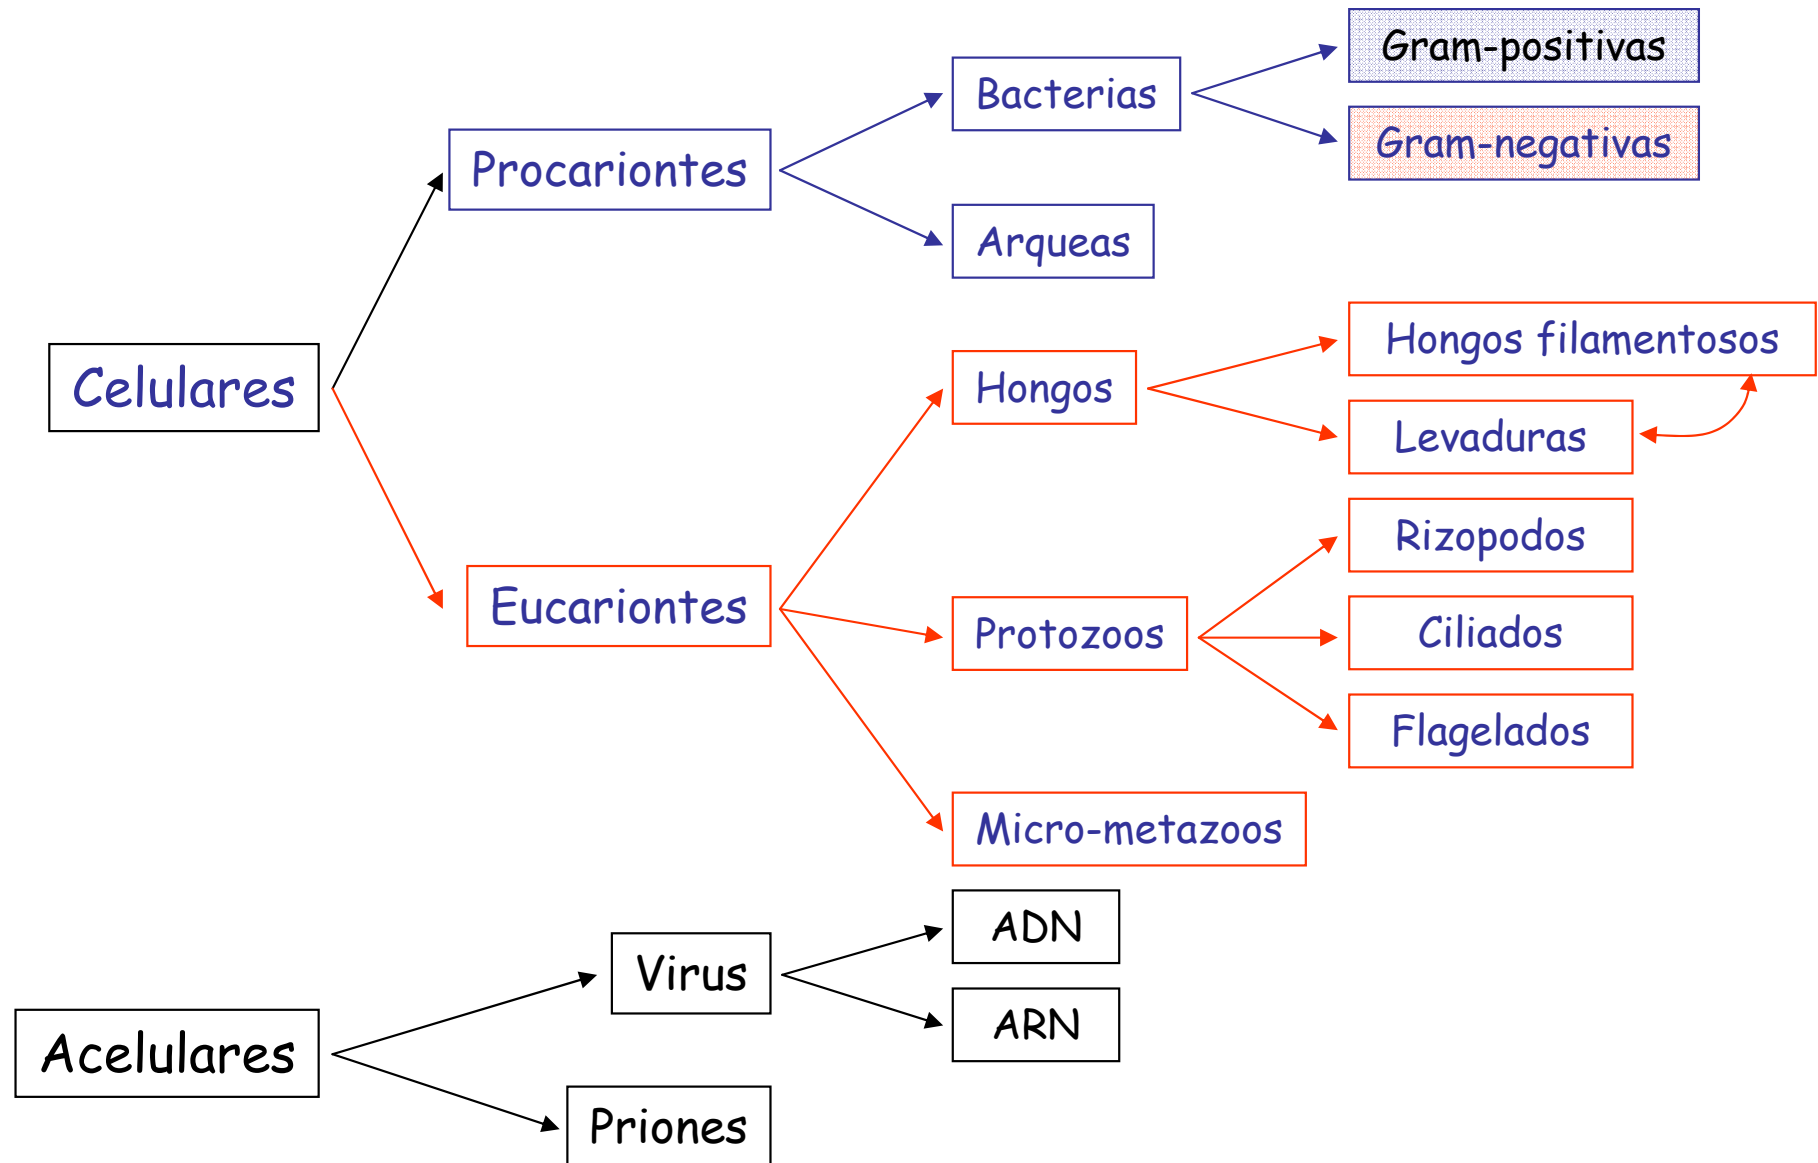 Gram-positivas
Bacterias
Gram-negativas
Procariontes
Arqueas
Hongos filamentosos
Celulares
Hongos
Levaduras
Rizopodos
Eucariontes
Protozoos
Ciliados
Flagelados
Micro-metazoos
ADN
Virus
ARN
Acelulares
Priones